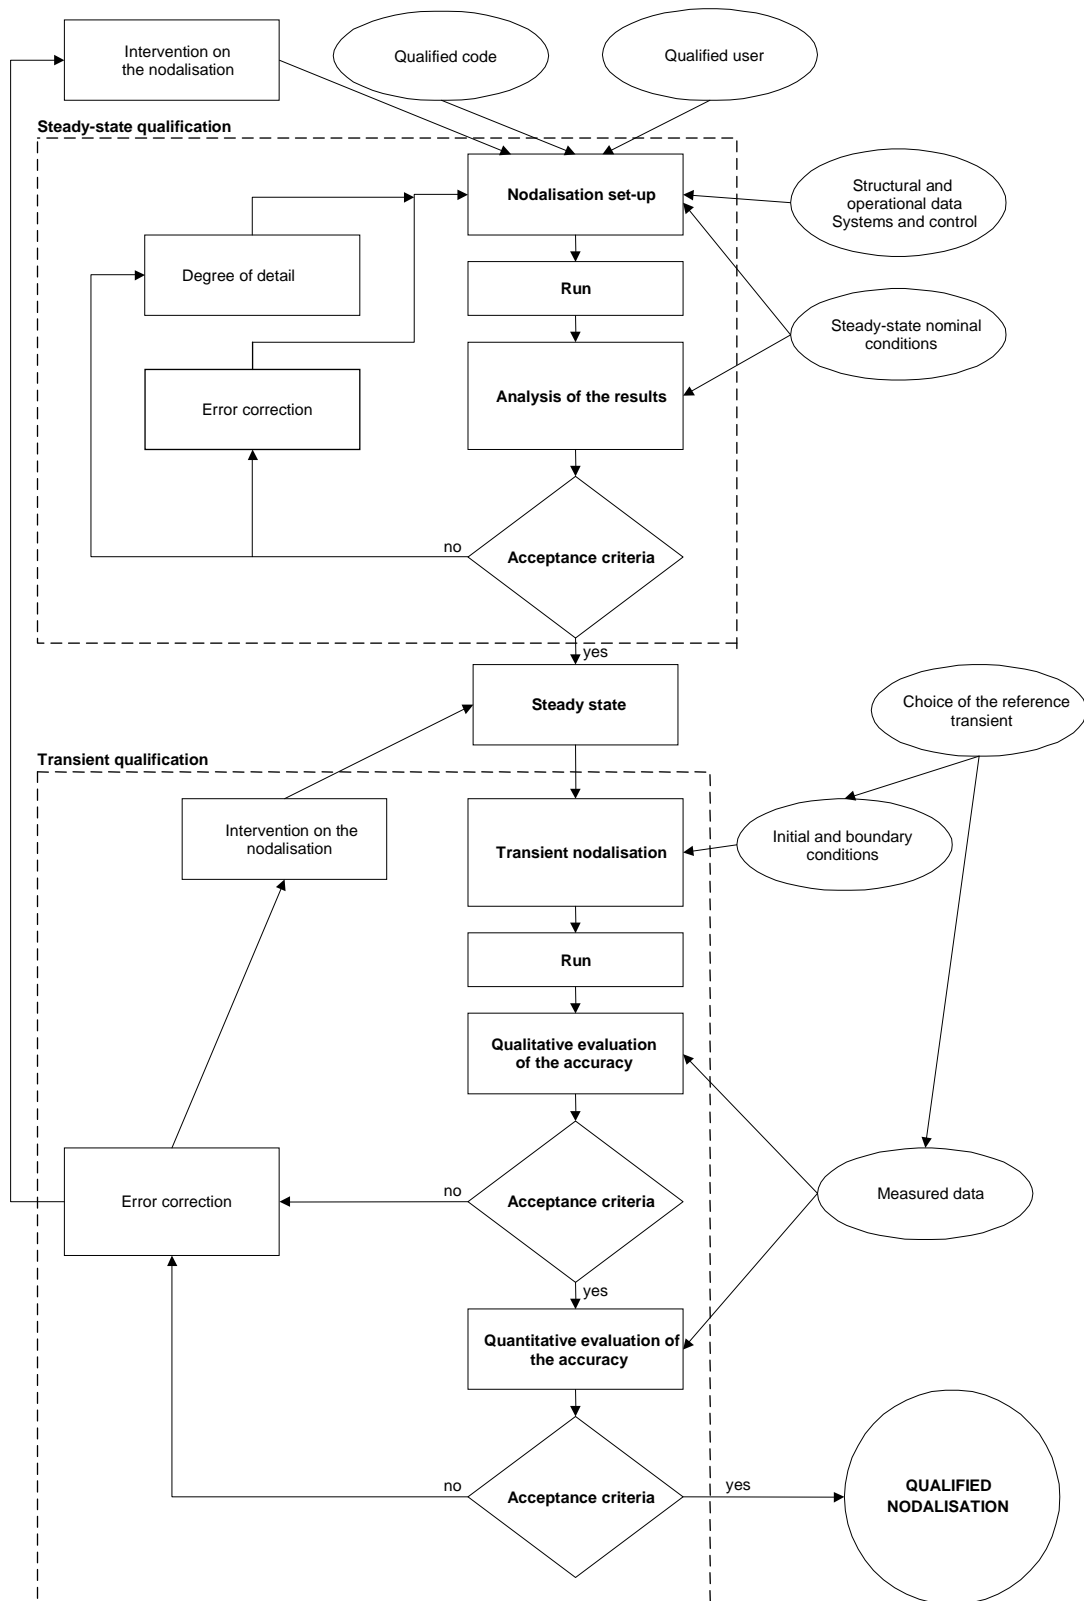 Intervention on
the nodalisation
Qualified code
Qualified user
Steady-state qualification
Nodalisation set-up
Structural and
operational data
Systems and control
Degree of detail
Run
Steady-state nominal
conditions
Analysis of the results
Error correction
no
Acceptance criteria
yes
Steady state
Choice of the reference
transient
Transient qualification
Intervention on the
nodalisation
Transient nodalisation
Initial and boundary
conditions
Run
Qualitative evaluation
of the accuracy
Error correction
no
Acceptance criteria
Measured data
yes
Quantitative evaluation of
the accuracy
no
Acceptance criteria
yes
QUALIFIED
NODALISATION